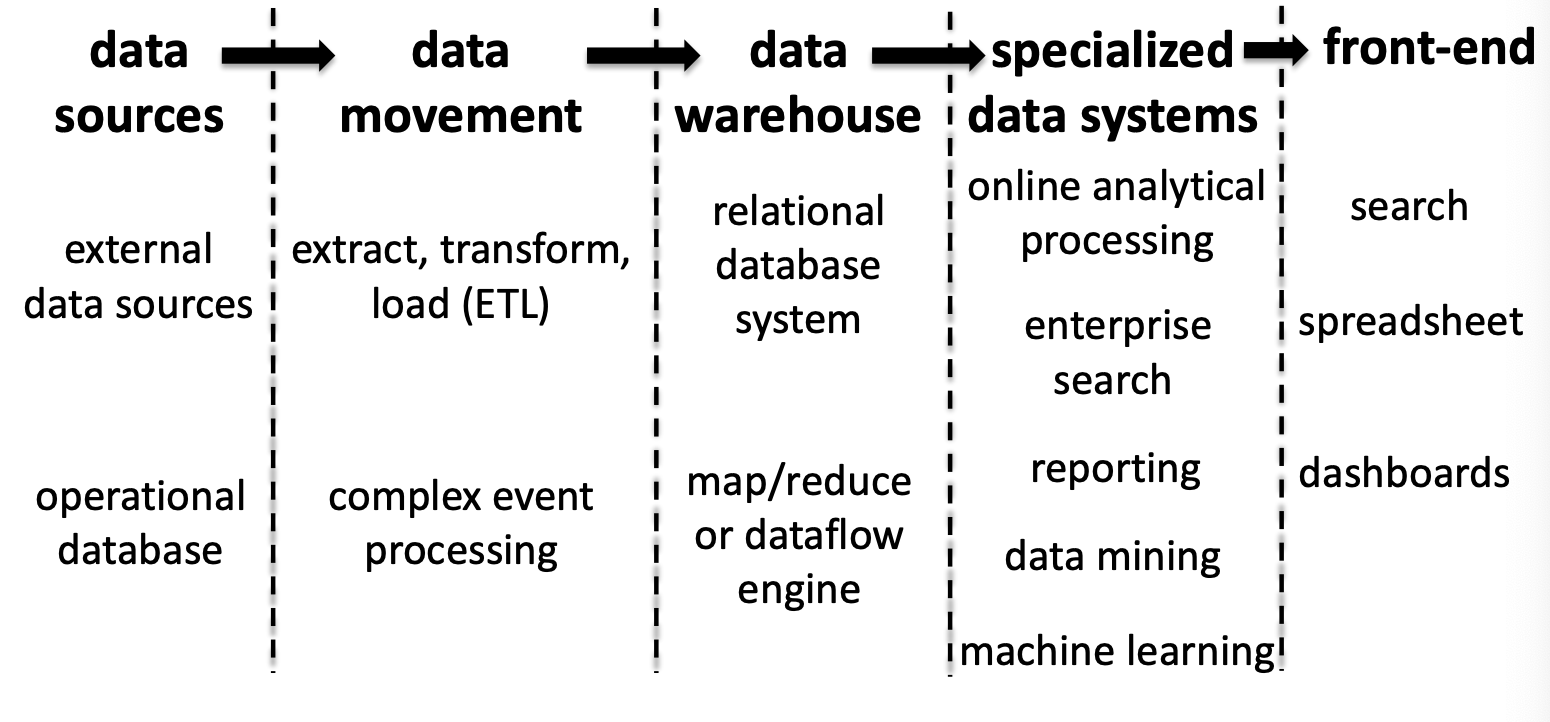 data
sources
external
data sources
operational
database
data
movement
extract, transform,
load (ETL)
complex event
processing
data
warehouse
relational
database
system
map/reduce
or dataflow
engine
specialized
data systems
online analytical
processing
enterprise
search
reporting
data mining
machine learning
front-end
search
spreadsheet
dashboards